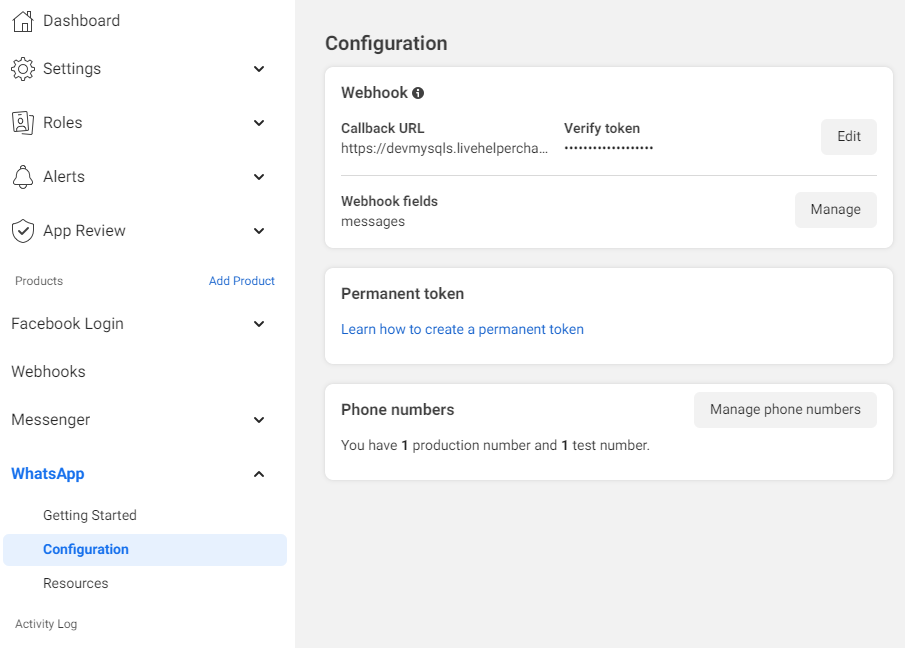 Dashboard
Settings
Roles
Alerts
App Review
Products Add Product
Facebook Login
Webhooks
Messenger
WhatsApp
Getting Started
Configuration
Resources
Activity Log
Configuration
Webhook
Callback URL Verify token
https://devmysqls.livehelpercha... •••••••••••••••••••
Edit
Webhook fields
messages
Manage
Permanent token
Learn how to create a permanent token
Phone numbers
Manage phone numbers
You have 1 production number and 1 test number.